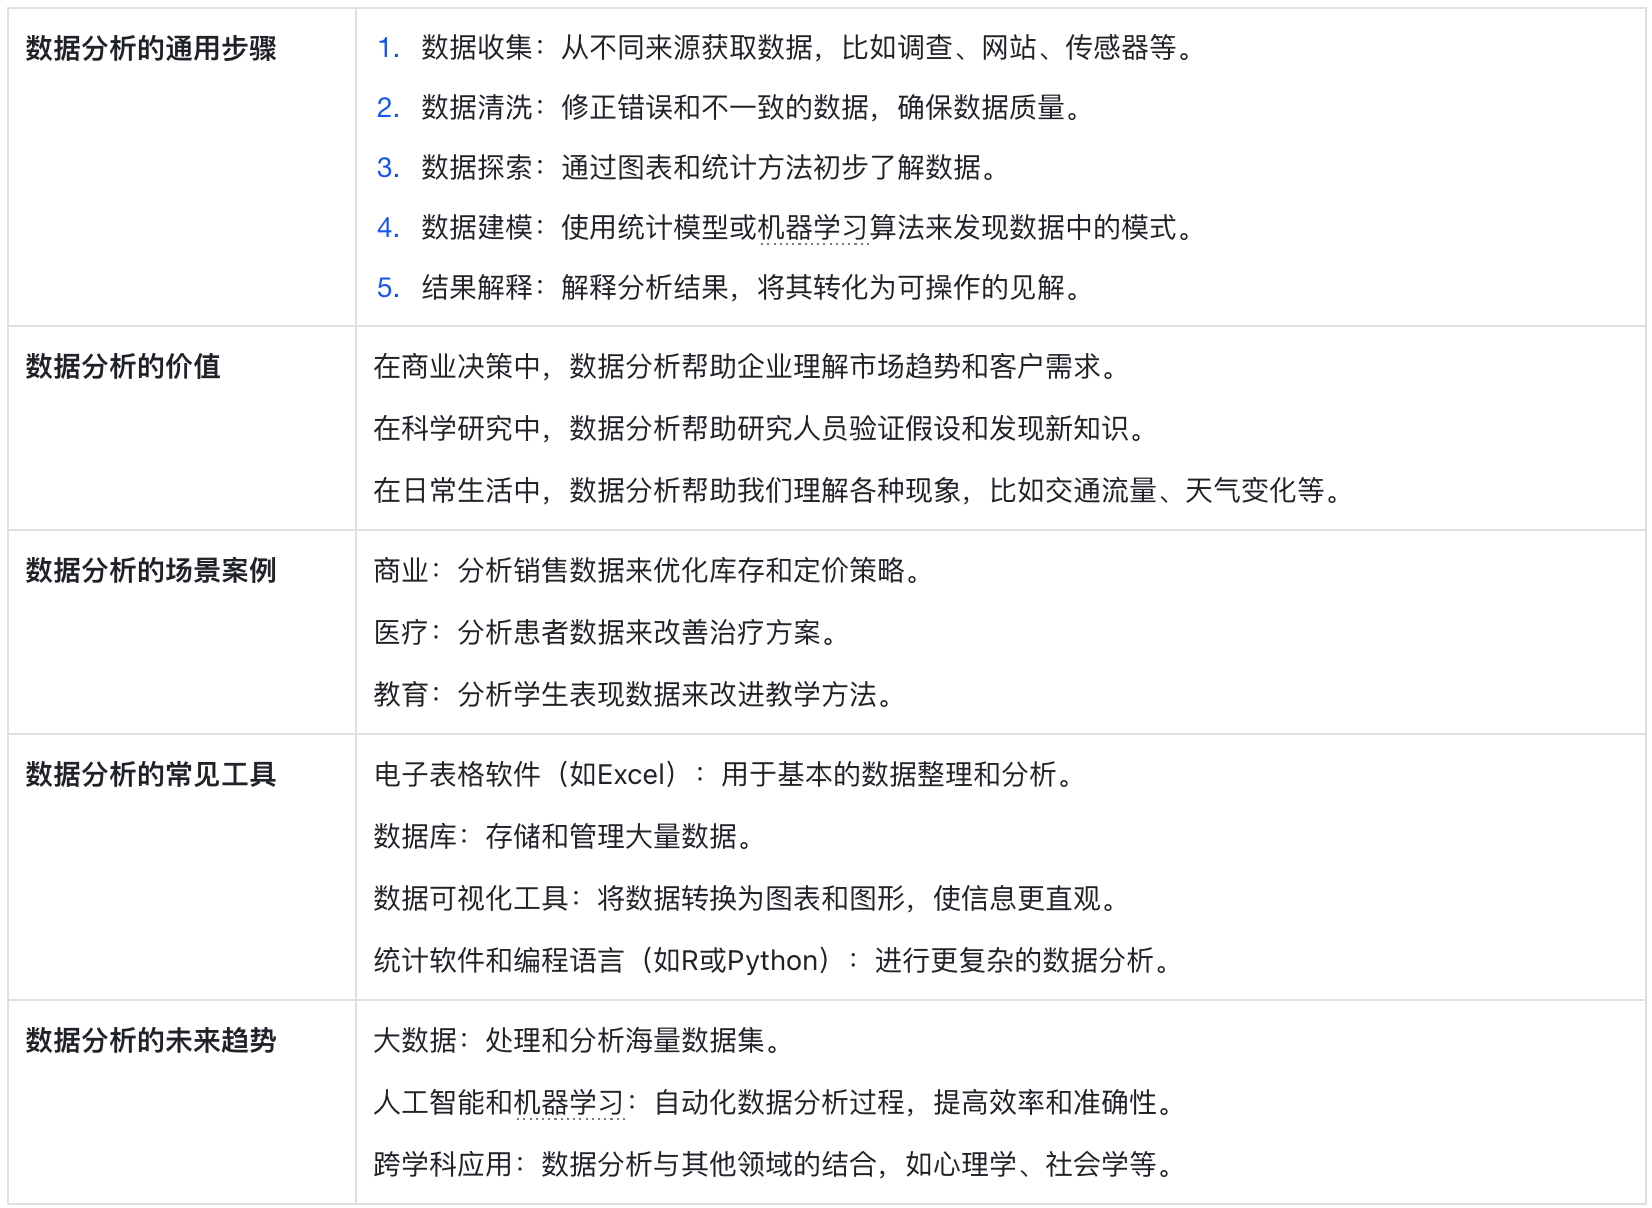 数据分析的通用步骤
1. 数据收集：从不同来源获取数据，比如调查、网站、传感器等。
2. 数据清洗：修正错误和不一致的数据，确保数据质量。
3. 数据探索：通过图表和统计方法初步了解数据。
4. 数据建模：使用统计模型或机器学习算法来发现数据中的模式。
5. 结果解释：解释分析结果，将其转化为可操作的见解。
数据分析的价值
在商业决策中，数据分析帮助企业理解市场趋势和客户需求。
在科学研究中，数据分析帮助研究人员验证假设和发现新知识。
在日常生活中，数据分析帮助我们理解各种现象，比如交通流量、天气变化等。
数据分析的场景案例
商业：分析销售数据来优化库存和定价策略。
医疗：分析患者数据来改善治疗方案。
教育：分析学生表现数据来改进教学方法。
数据分析的常见工具
电子表格软件（如Excel）：用于基本的数据整理和分析。
数据库：存储和管理大量数据。
数据可视化工具：将数据转换为图表和图形，使信息更直观。
统计软件和编程语言（如R或Python）：进行更复杂的数据分析。
数据分析的未来趋势
大数据：处理和分析海量数据集。
人工智能和机器学习：自动化数据分析过程，提高效率和准确性。
跨学科应用：数据分析与其他领域的结合，如心理学、社会学等。